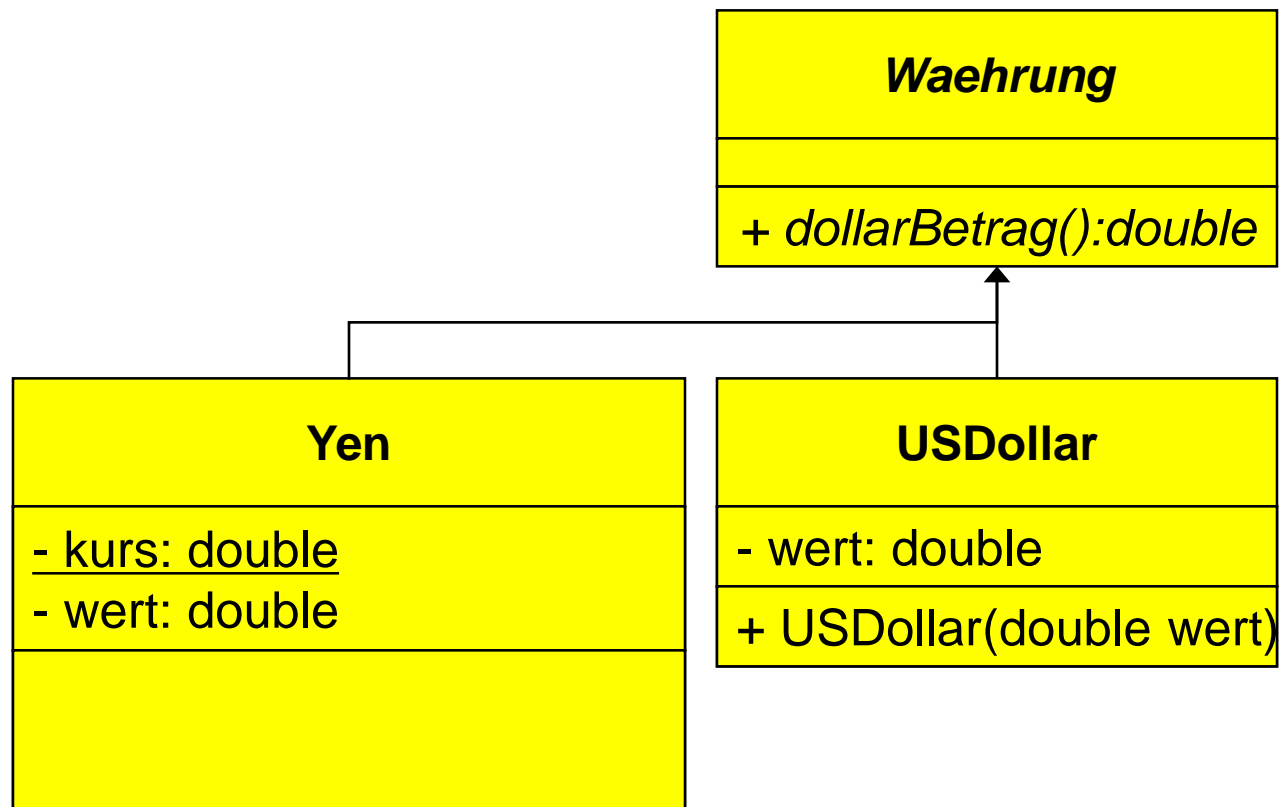 Waehrung
+ dollarBetrag():double
Yen
- kurs: double
- wert: double
USDollar
- wert: double
+ USDollar(double wert)